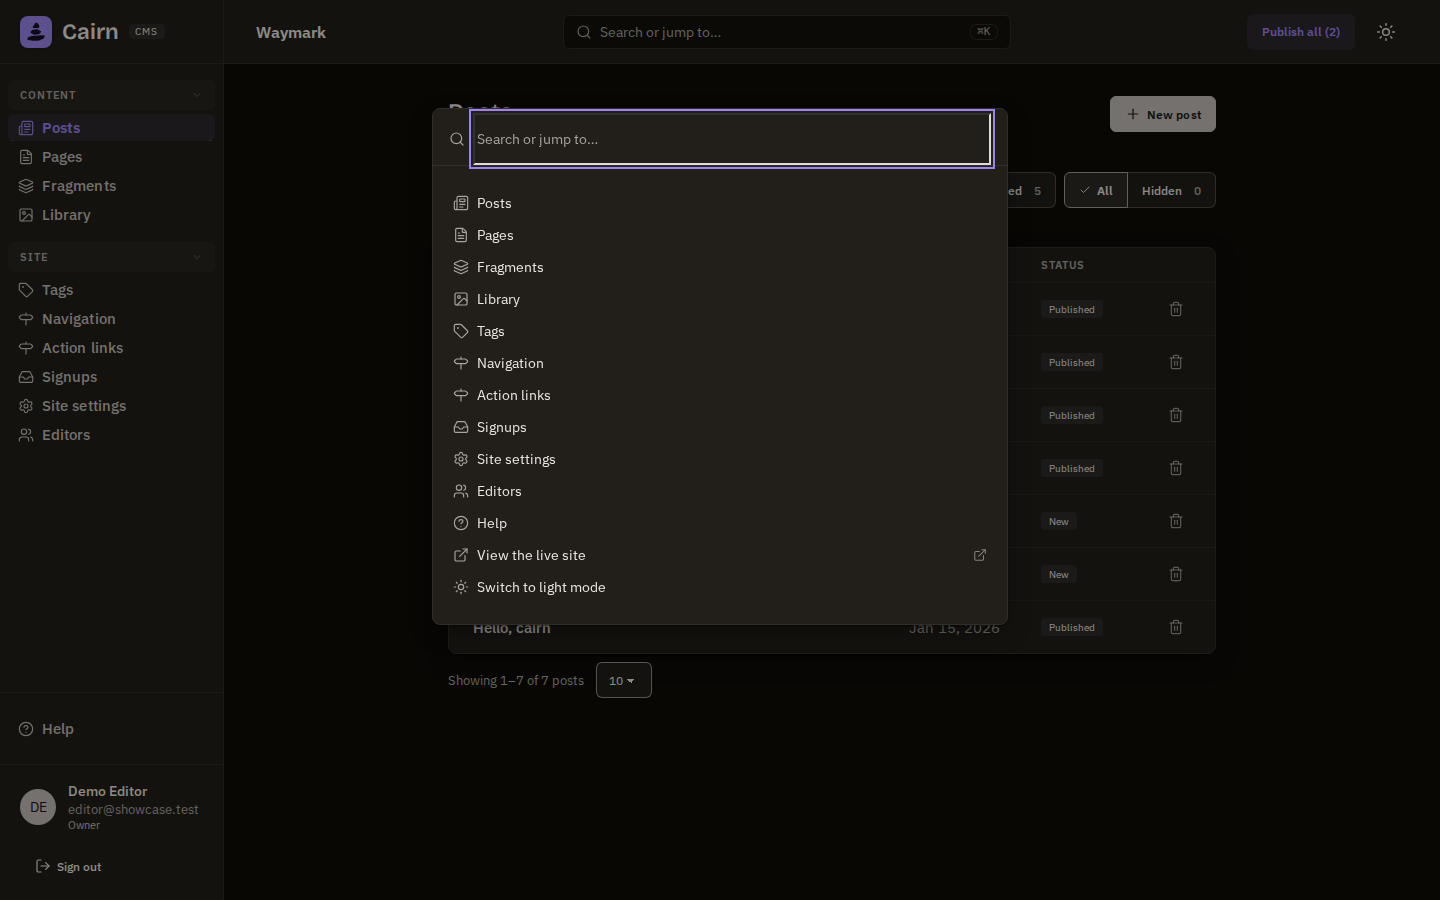 Cairn CMS
Waymark
Search or jump to...
⌘K
Publish all (2)
CONTENT
Posts
Pages
Fragments
Library
SITE
Tags
Navigation
Action links
Signups
Site settings
Editors
Help
DE
Demo Editor
editor@showcase.test
Owner
Sign out
New post
5
All
Hidden 0
STATUS
Published
Published
Published
Published
New
New
Hello, cairn Jan 15, 2026 Published
Showing 1–7 of 7 posts
10
Search or jump to...
Posts
Pages
Fragments
Library
Tags
Navigation
Action links
Signups
Site settings
Editors
Help
View the live site
Switch to light mode